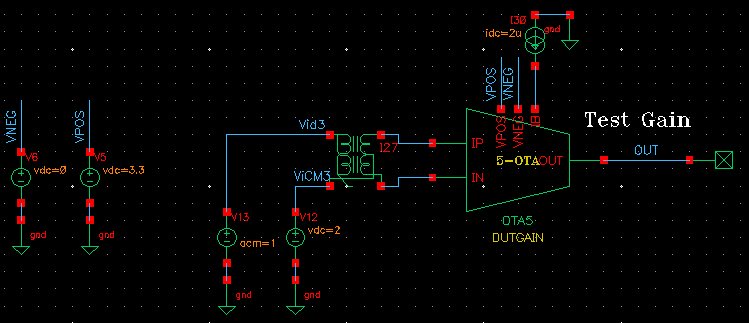 I30
gnd
idc=2u
VPOS
VNEG
VNEG
VPOS
Test Gain
Vid3
I27
IP
VPOS
VNEG
IB
OUT
V6
vdc=0
V5
vdc=3.3
5-OTA
OUT
IN
ViCM3
V13
acm=1
V12
vdc=2
OTA5
DUTGAIN
gnd
gnd
gnd
gnd